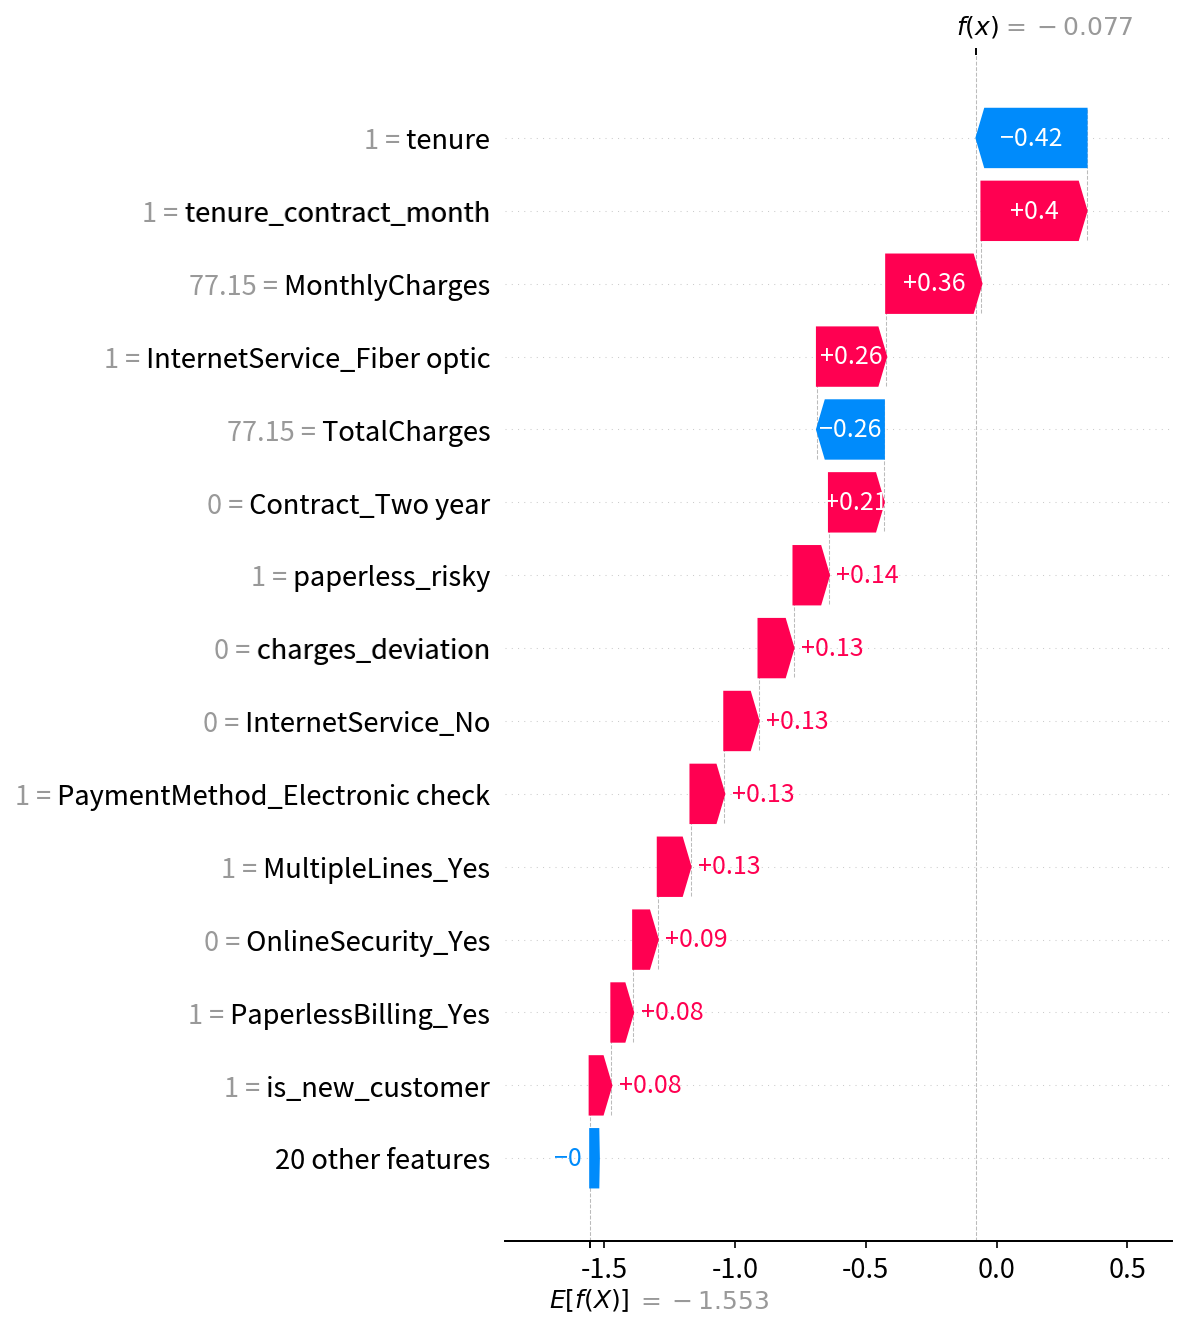 f(x) = −0.077
1 = tenure −0.42
1 = tenure_contract_month +0.4
77.15 = MonthlyCharges +0.36
1 = InternetService_Fiber optic +0.26
77.15 = TotalCharges −0.26
0 = Contract_Two year +0.21
1 = paperless_risky +0.14
0 = charges_deviation +0.13
0 = InternetService_No +0.13
1 = PaymentMethod_Electronic check +0.13
1 = MultipleLines_Yes +0.13
0 = OnlineSecurity_Yes +0.09
1 = PaperlessBilling_Yes +0.08
1 = is_new_customer +0.08
20 other features −0
-1.5 -1.0 -0.5 0.0 0.5
E[f(X)] = −1.553